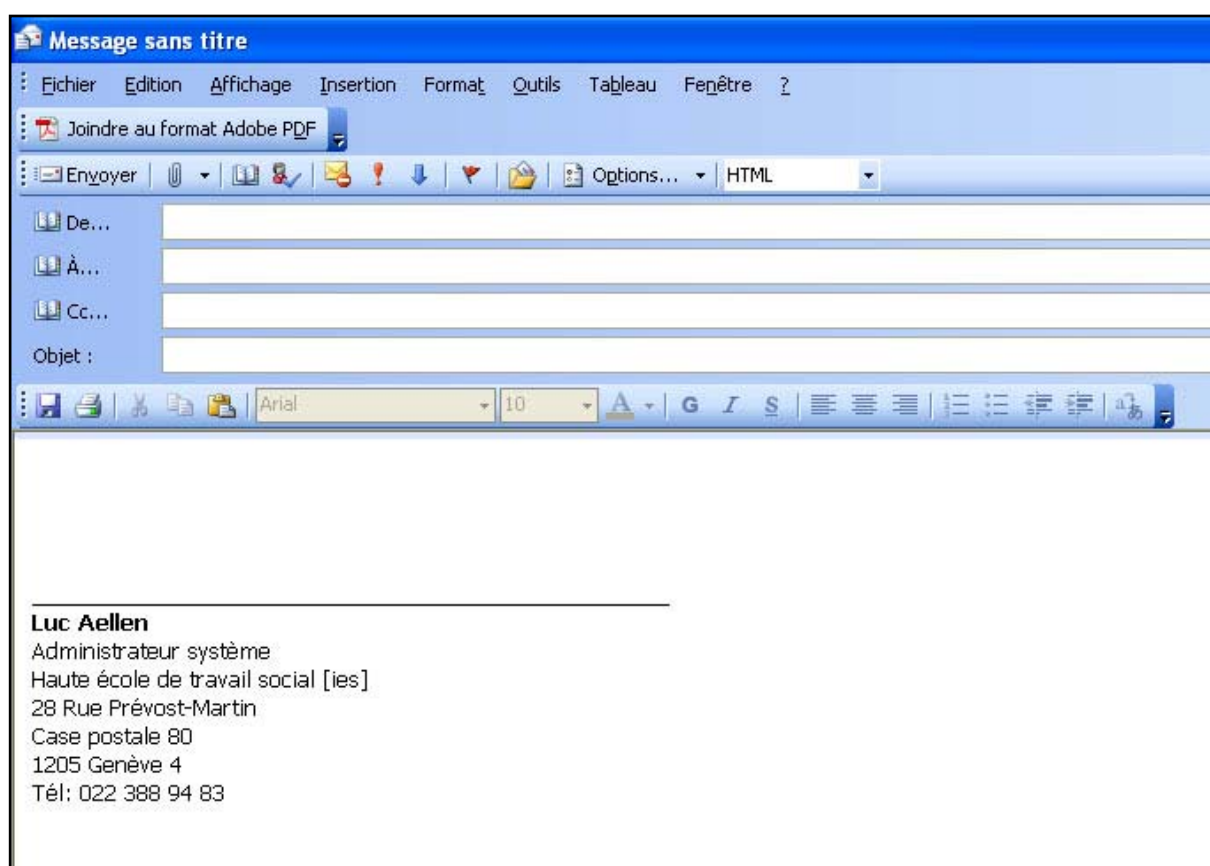 Message sans titre
Fichier Edition Affichage Insertion Format Outils Tableau Fenêtre ?
Joindre au format Adobe PDF
Envoyer Options... HTML
De...
À...
Cc...
Objet :
Arial 10 A G I S
Luc Aellen
Administrateur système
Haute école de travail social [ies]
28 Rue Prévost-Martin
Case postale 80
1205 Genève 4
Tél: 022 388 94 83